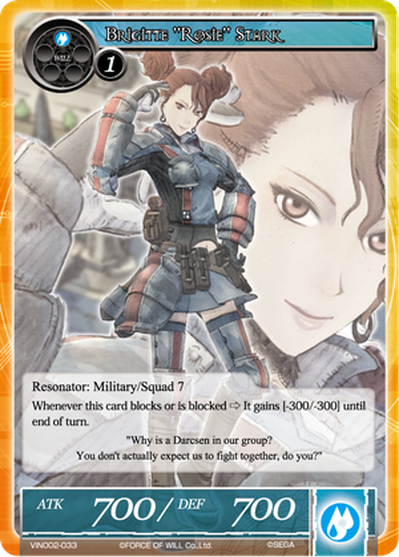 Brigitte "Rosie" Stark
WILL
1
Resonator: Military/Squad 7
Whenever this card blocks or is blocked ⇨ It gains [-300/-300] until
end of turn.
"Why is a Darcsen in our group?
You don't actually expect us to fight together, do you?"
ATK 700 / DEF 700
VIN002-033 ©FORCE OF WILL Co.,Ltd. ©SEGA